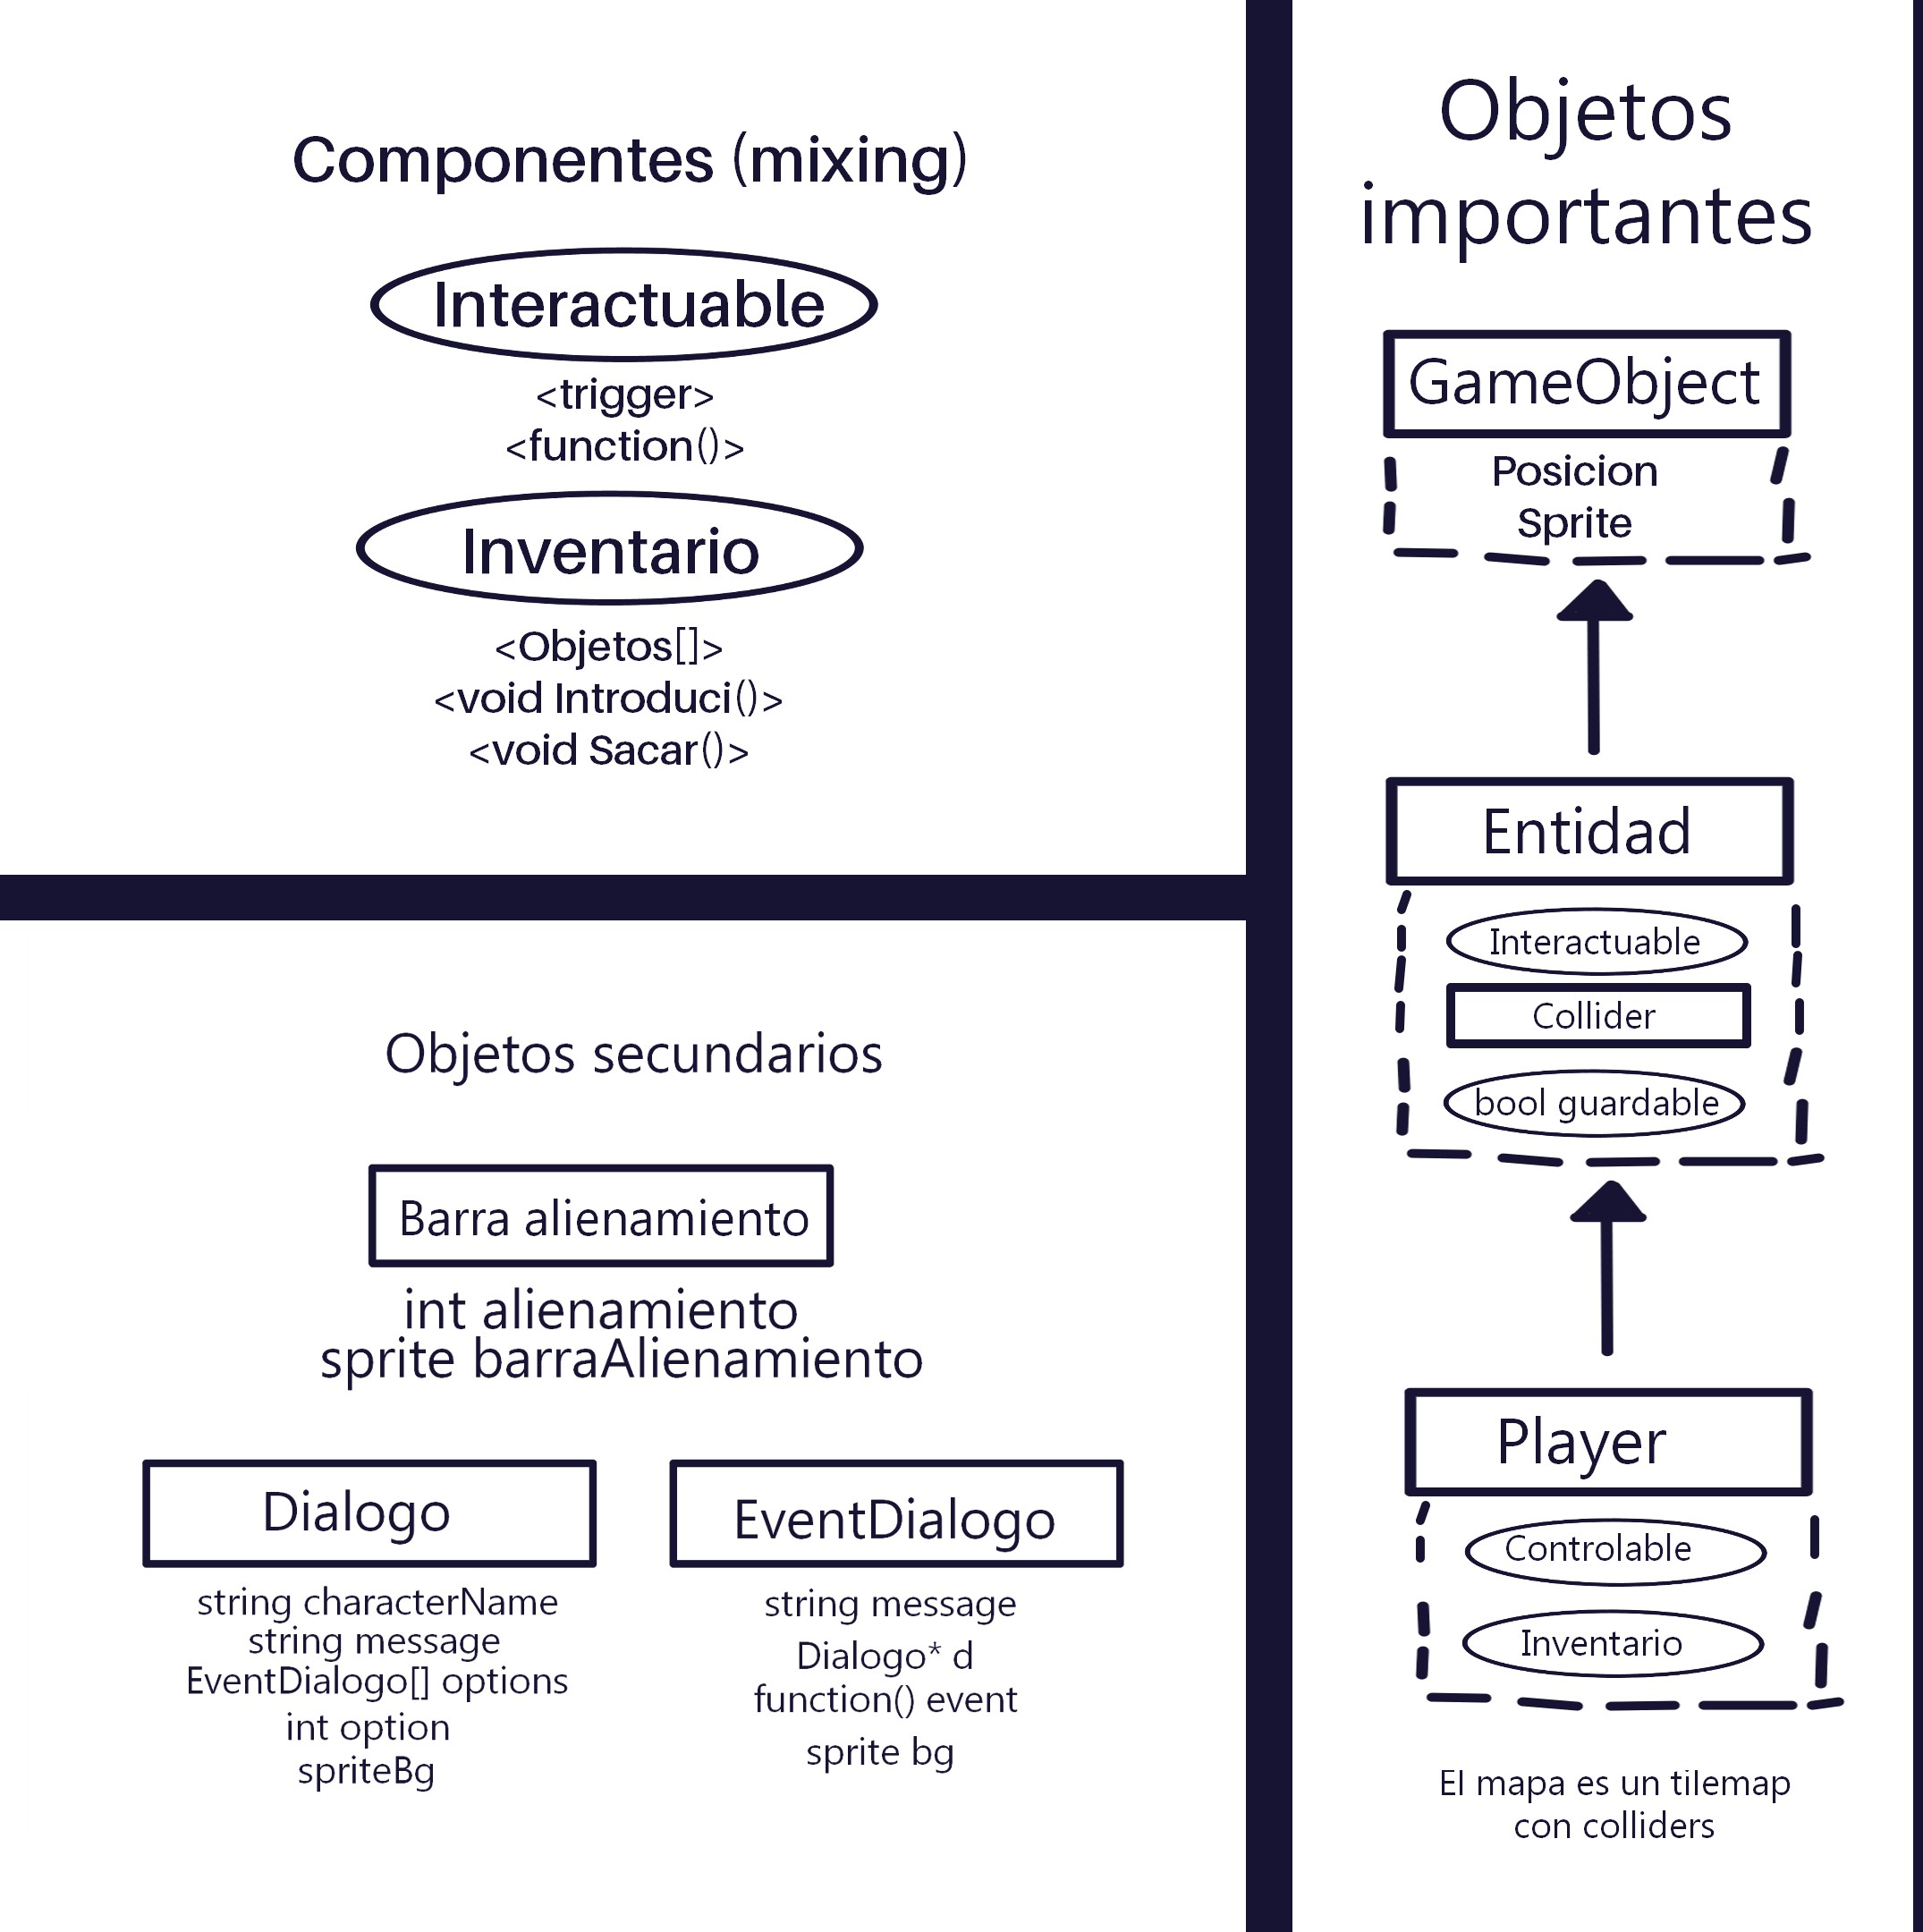 Componentes (mixing)
Interactuable
<trigger>
<function()>
Inventario
<Objetos[]>
<void Introduci()>
<void Sacar()>
Objetos secundarios
Barra alienamiento
int alienamiento
sprite barraAlienamiento
Dialogo
string characterName
string message
EventDialogo[] options
int option
spriteBg
EventDialogo
string message
Dialogo* d
function() event
sprite bg
Objetos
importantes
GameObject
Posicion
Sprite
Entidad
Interactuable
Collider
bool guardable
Player
Controlable
Inventario
El mapa es un tilemap
con colliders